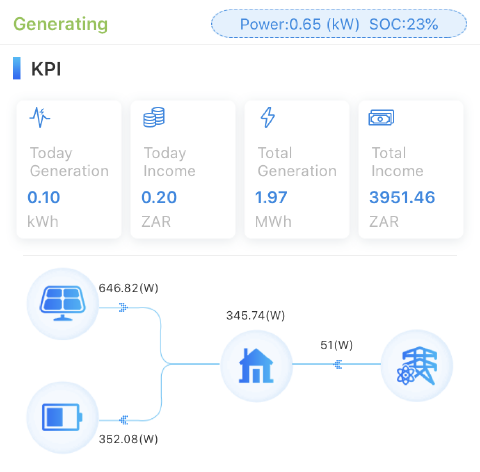 Generating
Power:0.65 (kW) SOC:23%
KPI
Today
Generation
0.10
kWh
Today
Income
0.20
ZAR
Total
Generation
1.97
MWh
Total
Income
3951.46
ZAR
646.82(W)
345.74(W)
51(W)
352.08(W)